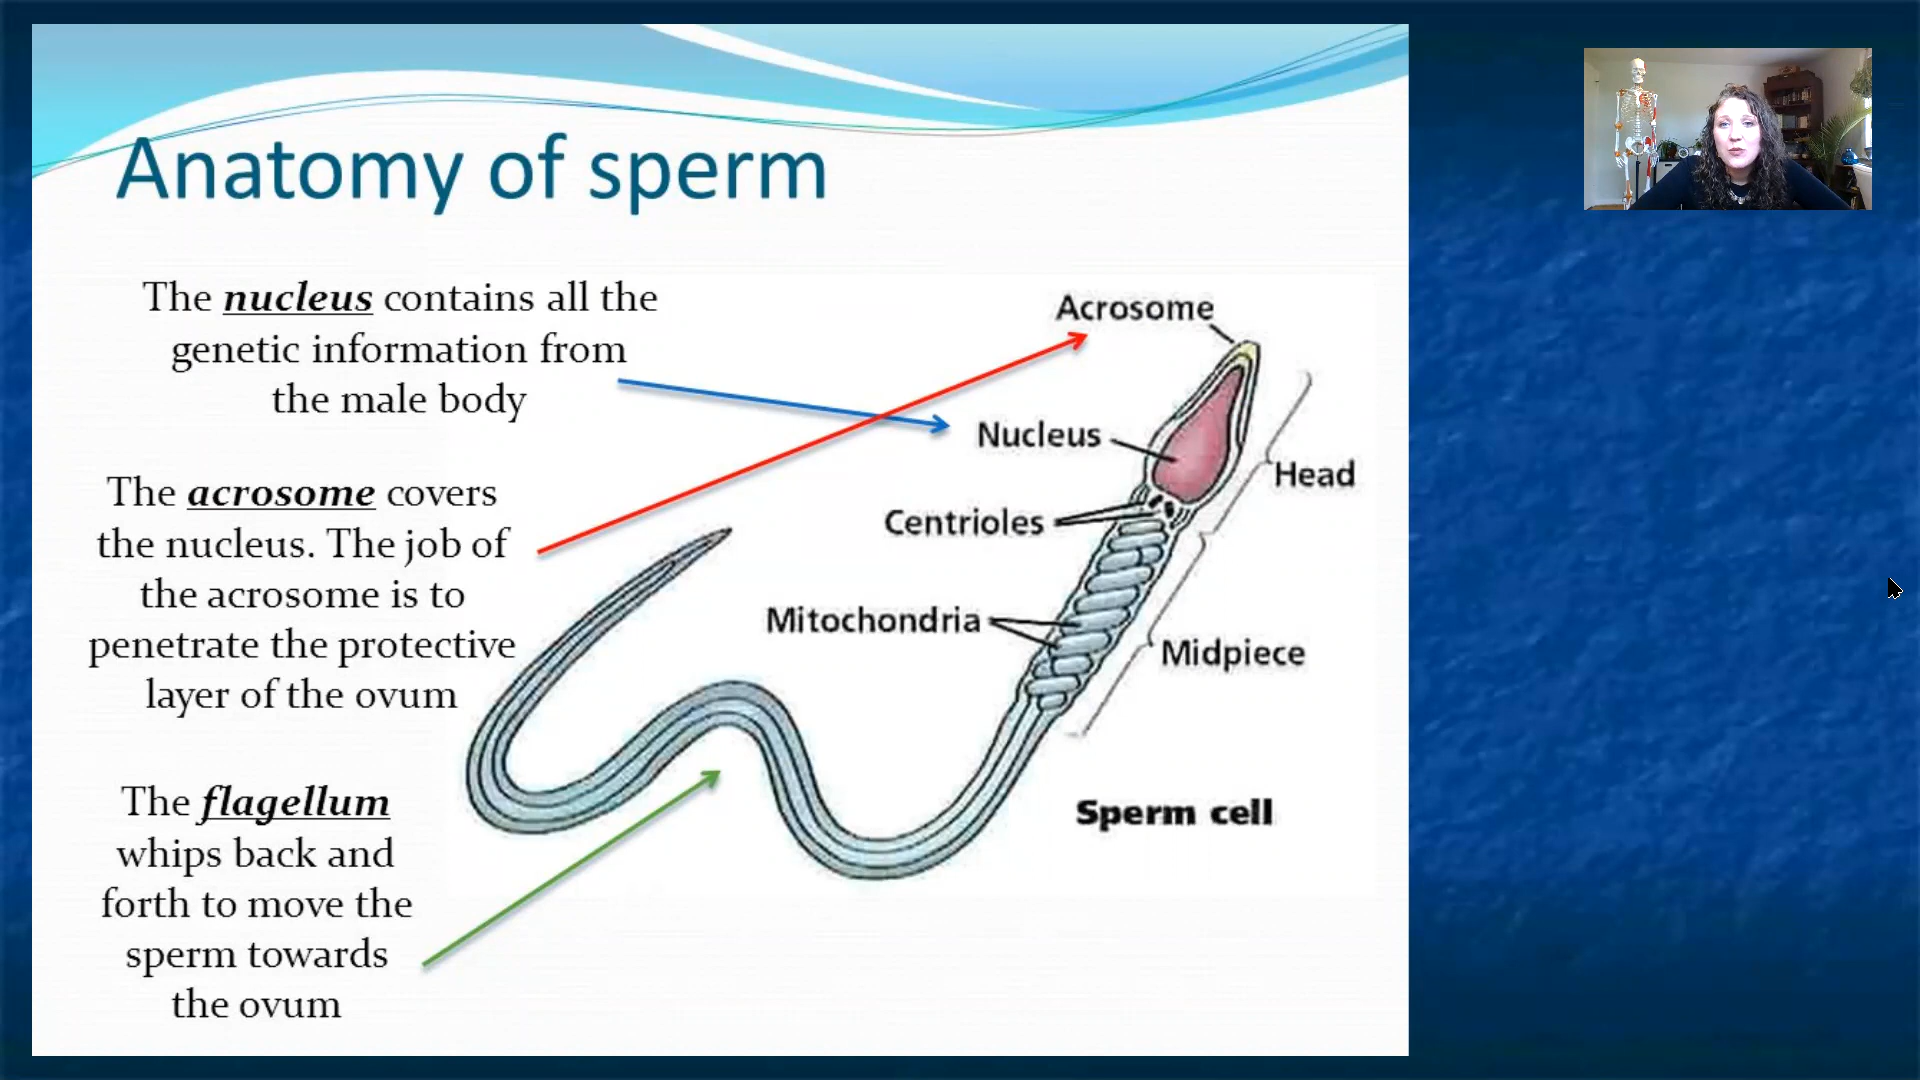 Anatomy of sperm
The nucleus contains all the
genetic information from
the male body
The acrosome covers
the nucleus. The job of
the acrosome is to
penetrate the protective
layer of the ovum
The flagellum
whips back and
forth to move the
sperm towards
the ovum
Acrosome
Nucleus
Head
Centrioles
Mitochondria
Midpiece
Sperm cell